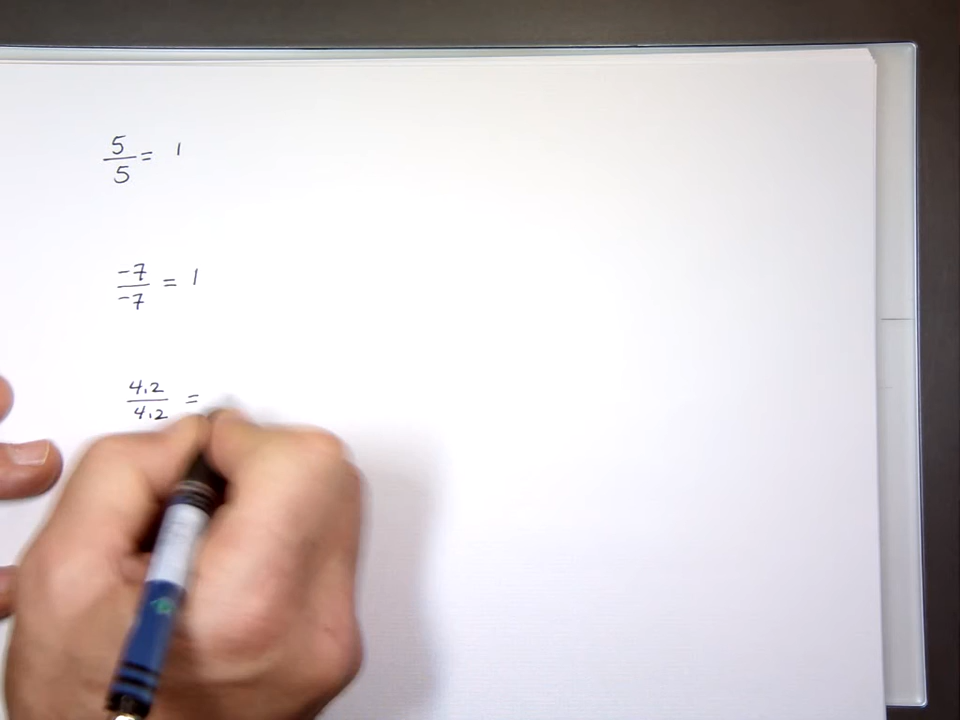 5/5 = 1
-7/-7 = 1
4.2/4.2 =